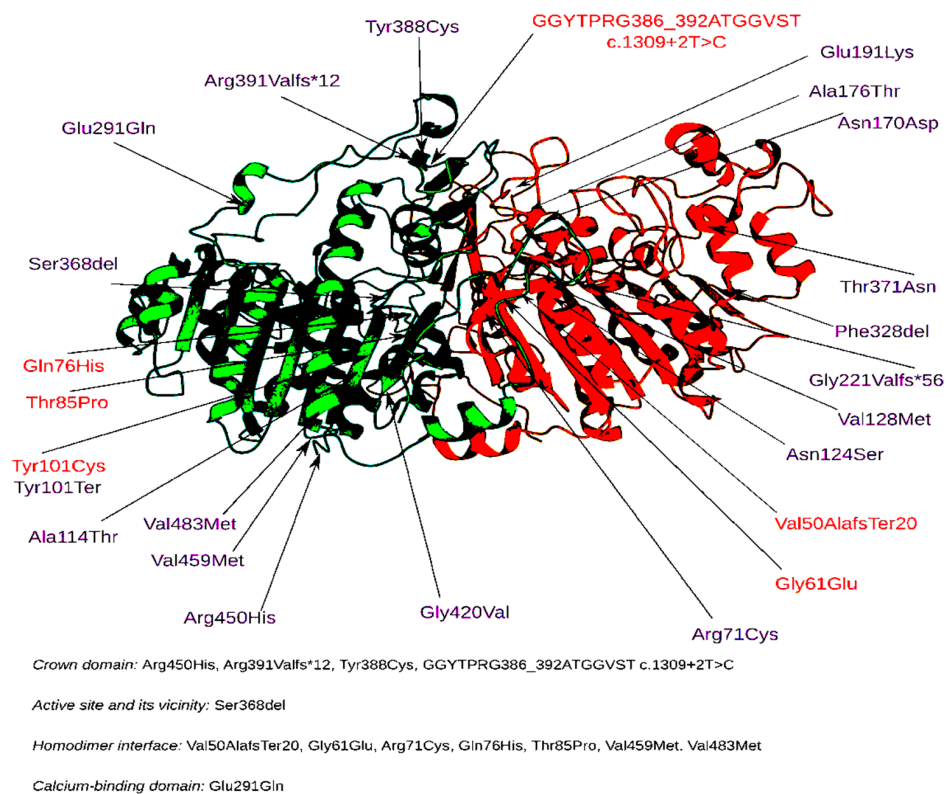 Tyr388Cys
GGYTPRG386_392ATGGVST
c.1309+2T>C
Glu191Lys
Arg391Valfs*12
Ala176Thr
Asn170Asp
Glu291Gln
Ser368del
Thr371Asn
Phe328del
Gln76His
Gly221Valfs*56
Thr85Pro
Val128Met
Asn124Ser
Tyr101Cys
Tyr101Ter
Val483Met
Val50AlafsTer20
Ala114Thr
Val459Met
Gly61Glu
Arg450His
Gly420Val
Arg71Cys
Crown domain: Arg450His, Arg391Valfs*12, Tyr388Cys, GGYTPRG386_392ATGGVST c.1309+2T>C
Active site and its vicinity: Ser368del
Homodimer interface: Val50AlafsTer20, Gly61Glu, Arg71Cys, Gln76His, Thr85Pro, Val459Met. Val483Met
Calcium-binding domain: Glu291Gln